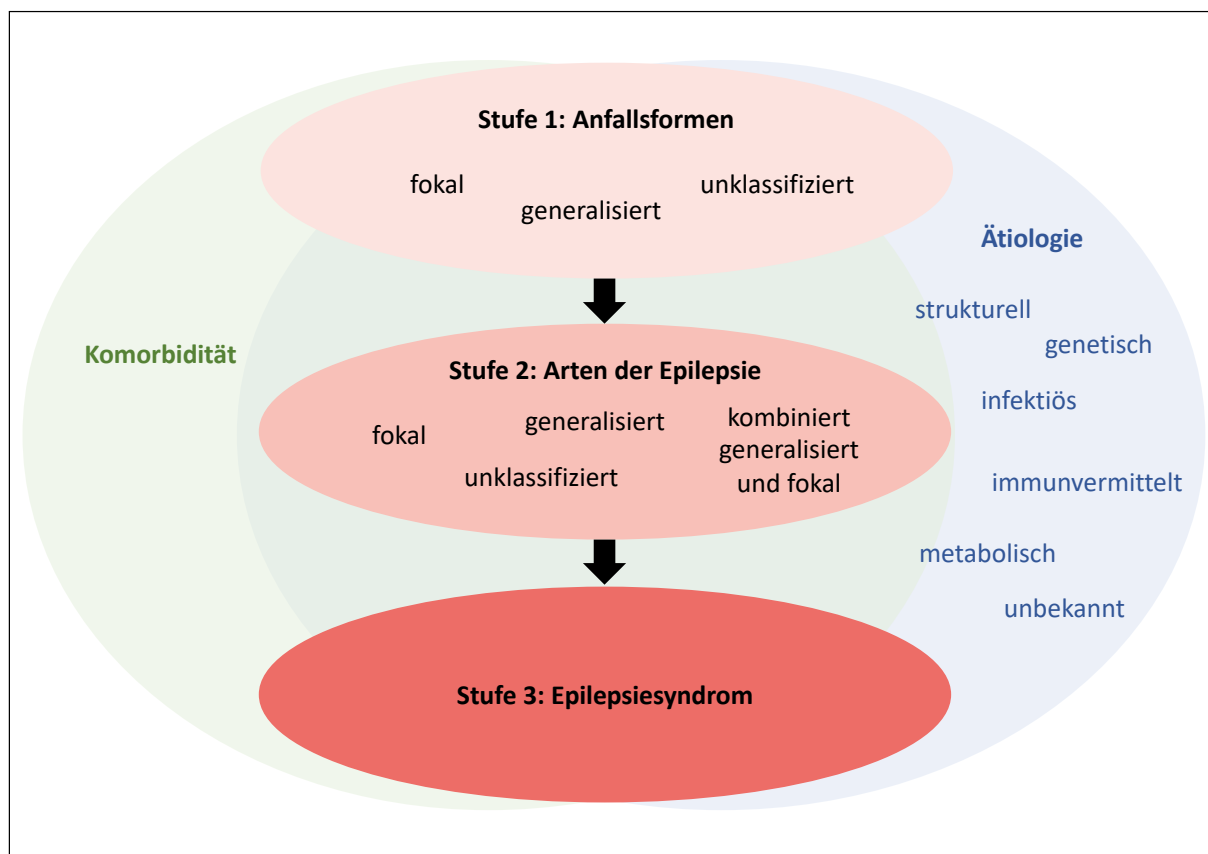 Stufe 1: Anfallsformen
fokal
unklassifiziert
generalisiert
Ätiologie
strukturell
genetisch
Komorbidität
Stufe 2: Arten der Epilepsie
infektiös
generalisiert
kombiniert
generalisiert
und fokal
fokal
unklassifiziert
immunvermittelt
metabolisch
unbekannt
Stufe 3: Epilepsiesyndrom